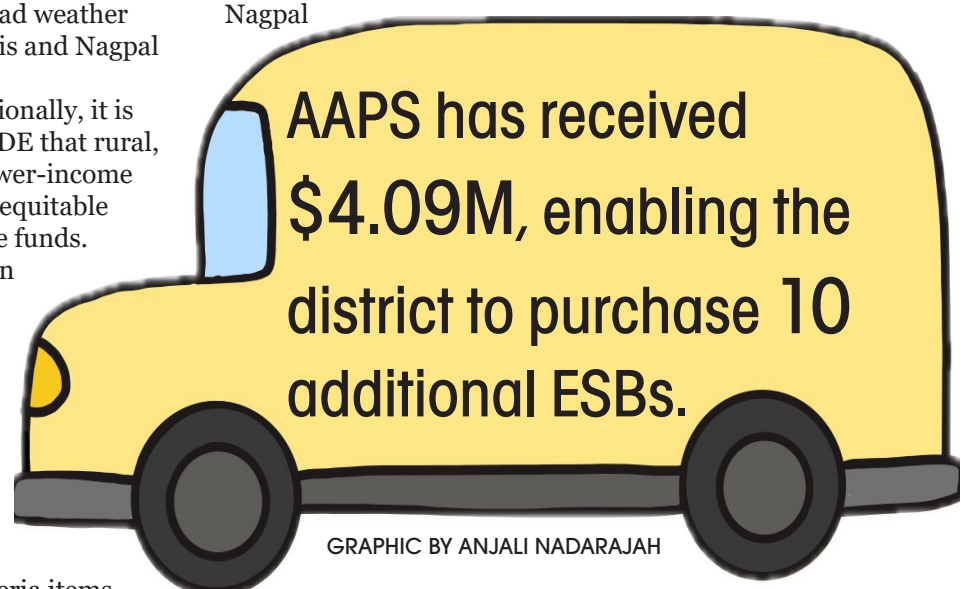 ad weather
is and Nagpal
ionally, it is
DE that rural,
wer-income
equitable
e funds.
n
Nagpal
AAPS has received
$4.09M, enabling the
district to purchase 10
additional ESBs.
GRAPHIC BY ANJALI NADARAJAH